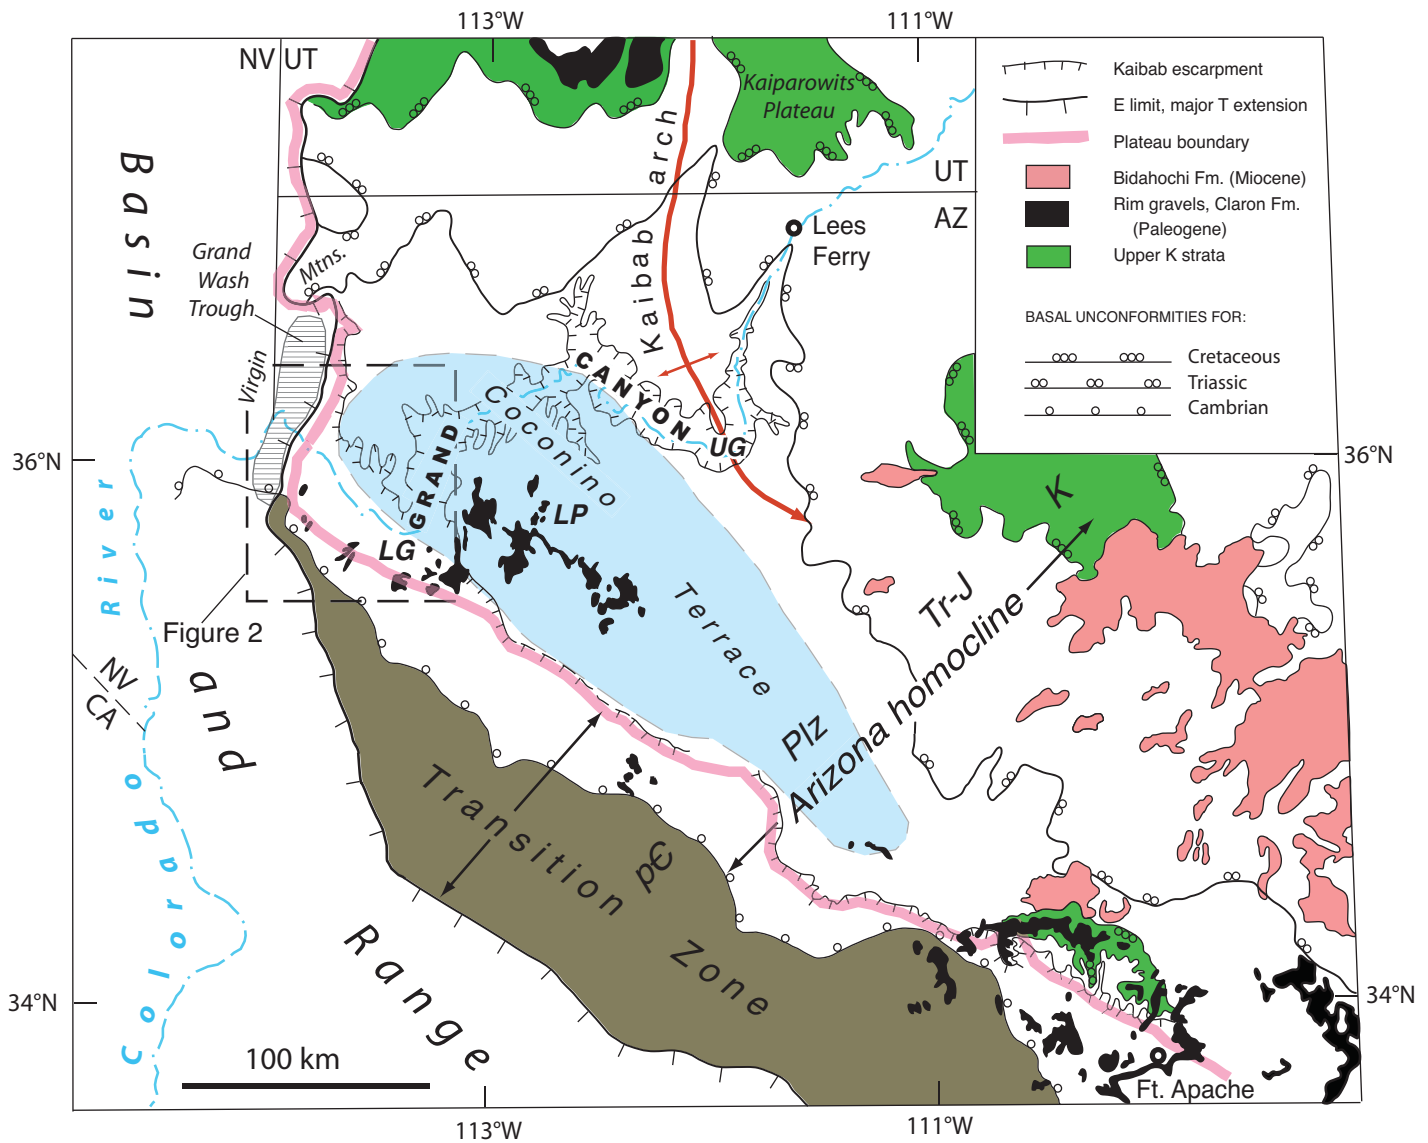 113°W
111°W
NV
UT
Kaiparowits
Plateau
Kaibab arch
UT
AZ
Lees
Ferry
Kaibab arch
Basin and Range
Grand
Wash
Trough
Virgin Mtns.
GRAND CANYON
UG
LG
LP
Coconino Terrace
36°N
36°N
Figure 2
Colorado River
NV
CA
K
Tr-J
Plz
Arizona homocline
Transition Zone
p€
34°N
34°N
100 km
Ft. Apache
113°W
111°W
Kaibab escarpment
E limit, major T extension
Plateau boundary
Bidahochi Fm. (Miocene)
Rim gravels, Claron Fm.
(Paleogene)
Upper K strata
BASAL UNCONFORMITIES FOR:
Cretaceous
Triassic
Cambrian